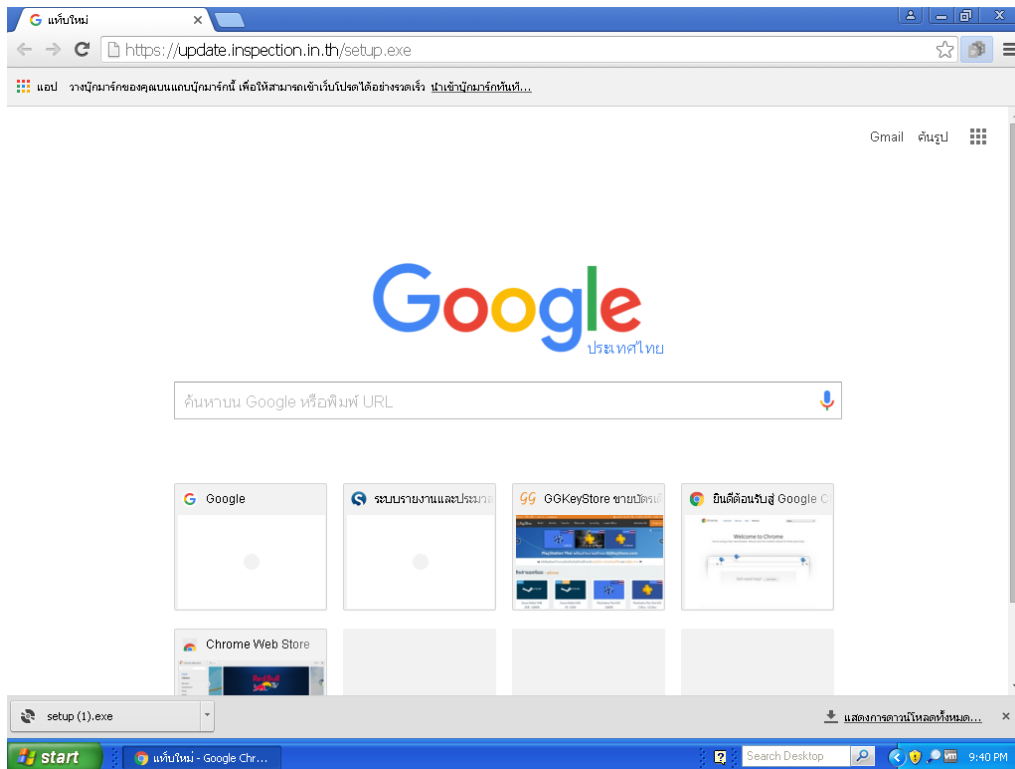 แท็บใหม่
https://update.inspection.in.th/setup.exe
แอป วางบุ๊กมาร์กของคุณบนแถบบุ๊กมาร์กนี้ เพื่อให้สามารถเข้าเว็บโปรดได้อย่างรวดเร็ว นำเข้าบุ๊กมาร์กทันที...
Gmail ค้นรูป
Google
ประเทศไทย
ค้นหาบน Google หรือพิมพ์ URL
Google
ระบบรายงานและประมวล
GGKeyStore ขายบัตรเติ
ยินดีต้อนรับสู่ Google C
Welcome to Chrome
Chrome Web Store
Red Bull
setup (1).exe
แสดงการดาวน์โหลดทั้งหมด...
start
แท็บใหม่ - Google Chr...
Search Desktop
9:40 PM